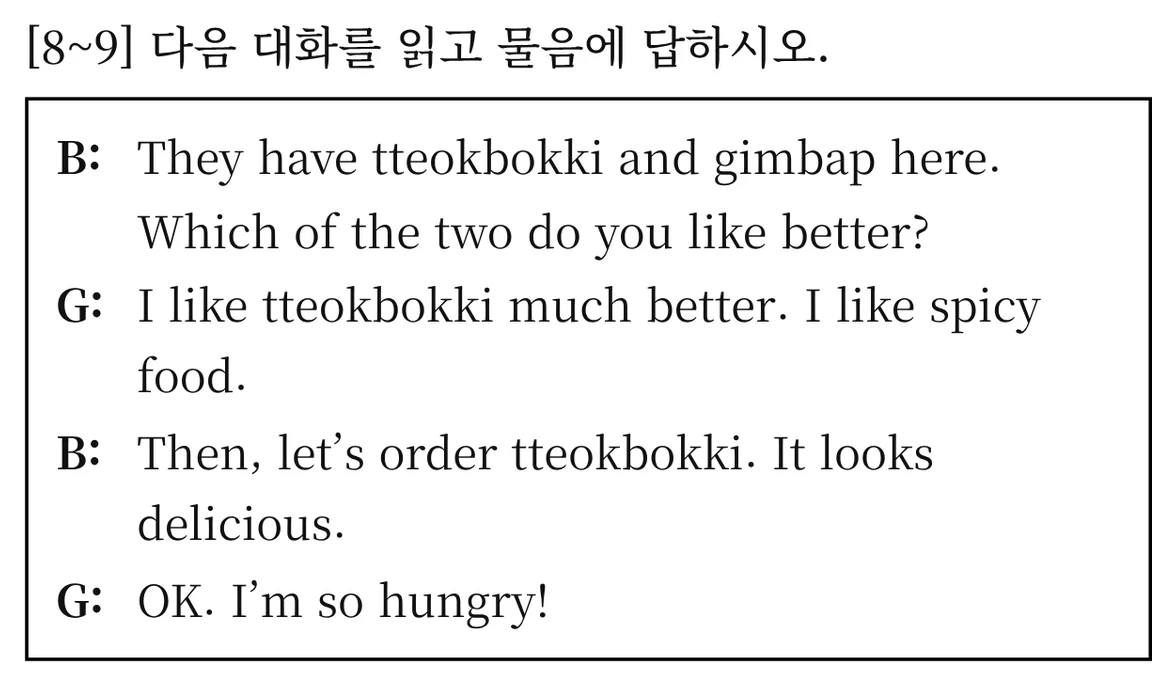 [8~9] 다음 대화를 읽고 물음에 답하시오.
B: They have tteokbokki and gimbap here.
Which of the two do you like better?
G: I like tteokbokki much better. I like spicy
food.
B: Then, let’s order tteokbokki. It looks
delicious.
G: OK. I’m so hungry!